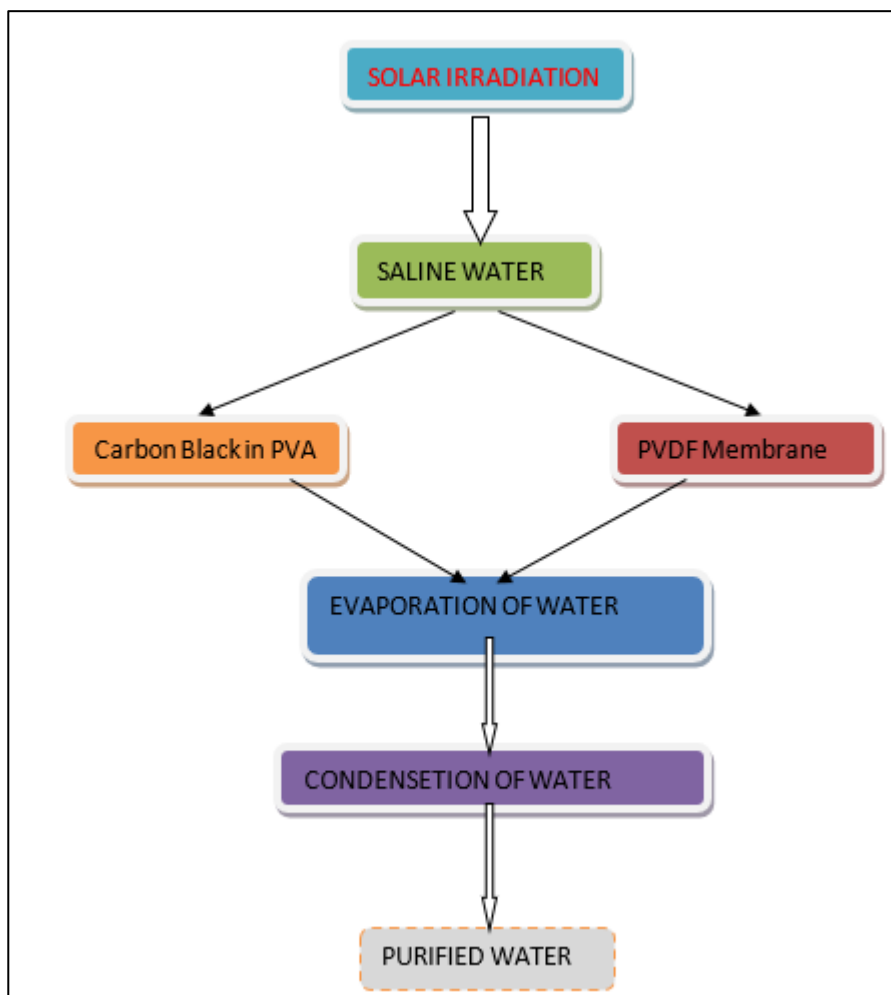 SOLAR IRRADIATION
SALINE WATER
Carbon Black in PVA
PVDF Membrane
EVAPORATION OF WATER
CONDENSETION OF WATER
PURIFIED WATER